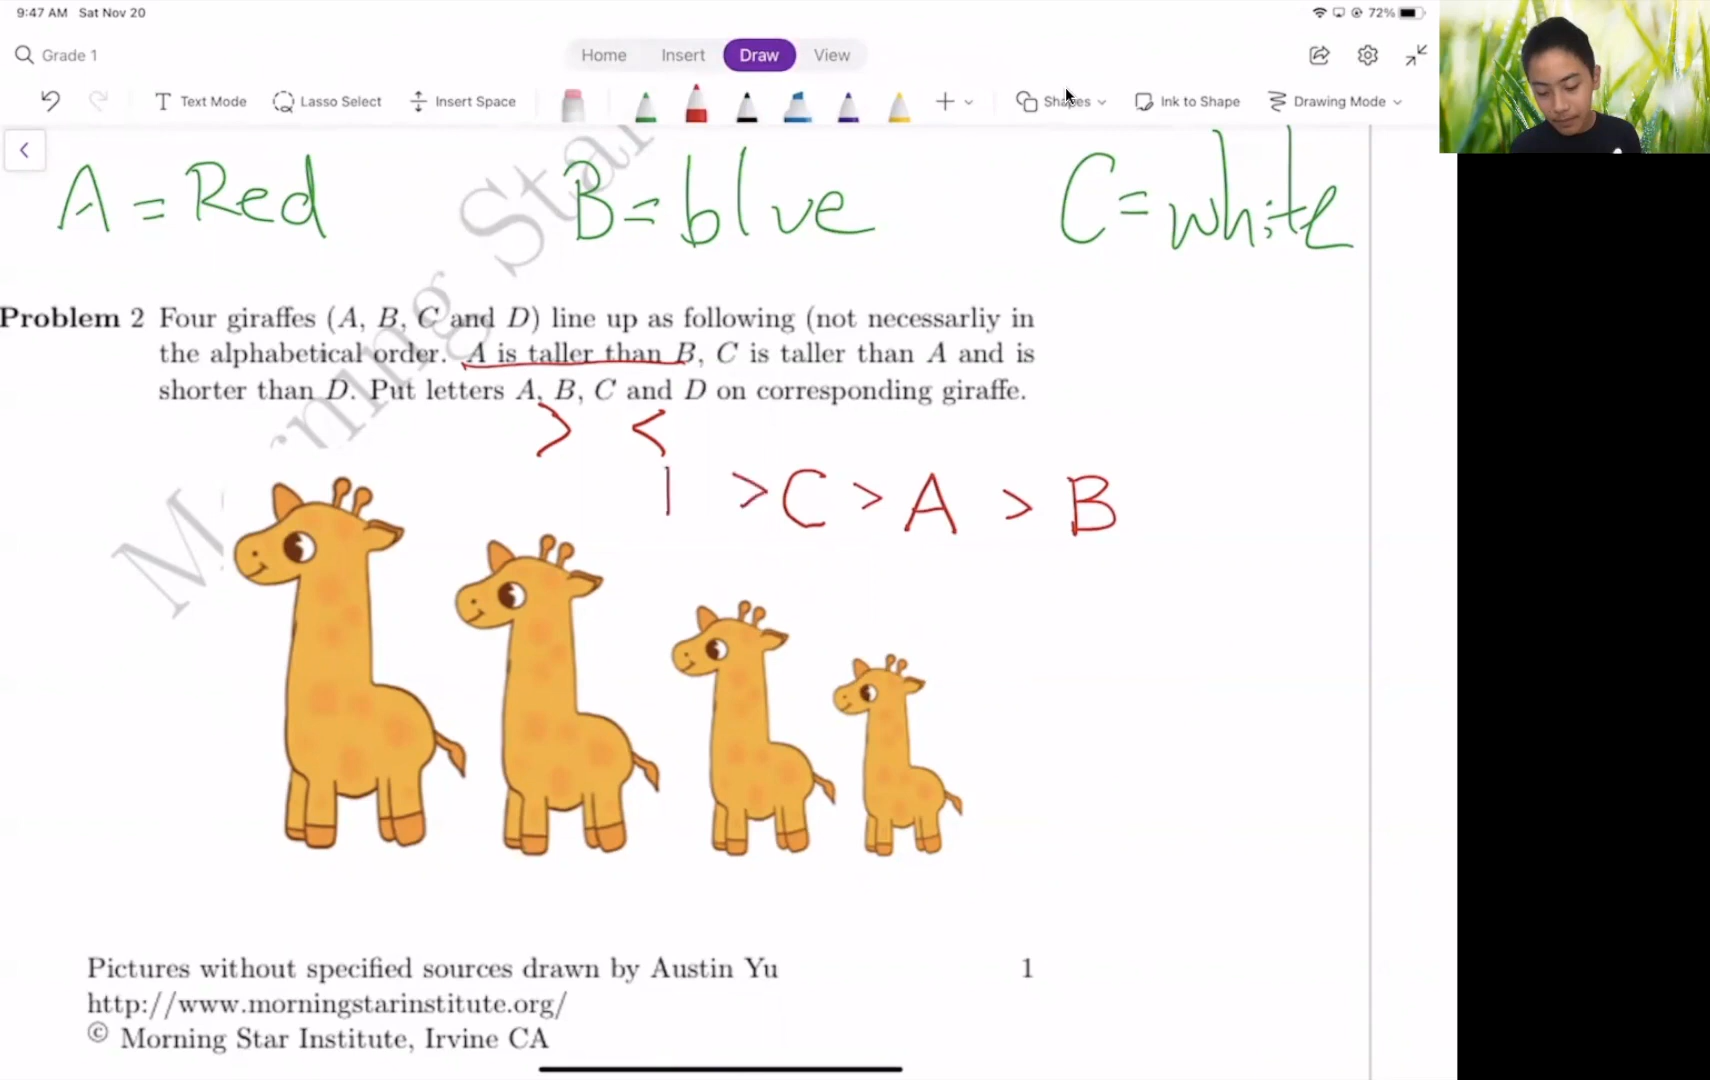 9:47 AM Sat Nov 20
72%
Grade 1
Home Insert Draw View
Text Mode Lasso Select Insert Space Shapes Ink to Shape Drawing Mode
A = Red B = blue C = white
Problem 2 Four giraffes (A, B, C and D) line up as following (not necessarliy in
the alphabetical order. A is taller than B, C is taller than A and is
shorter than D. Put letters A, B, C and D on corresponding giraffe.
> <
| > C > A > B
Morning Star
Pictures without specified sources drawn by Austin Yu 1
http://www.morningstarinstitute.org/
© Morning Star Institute, Irvine CA